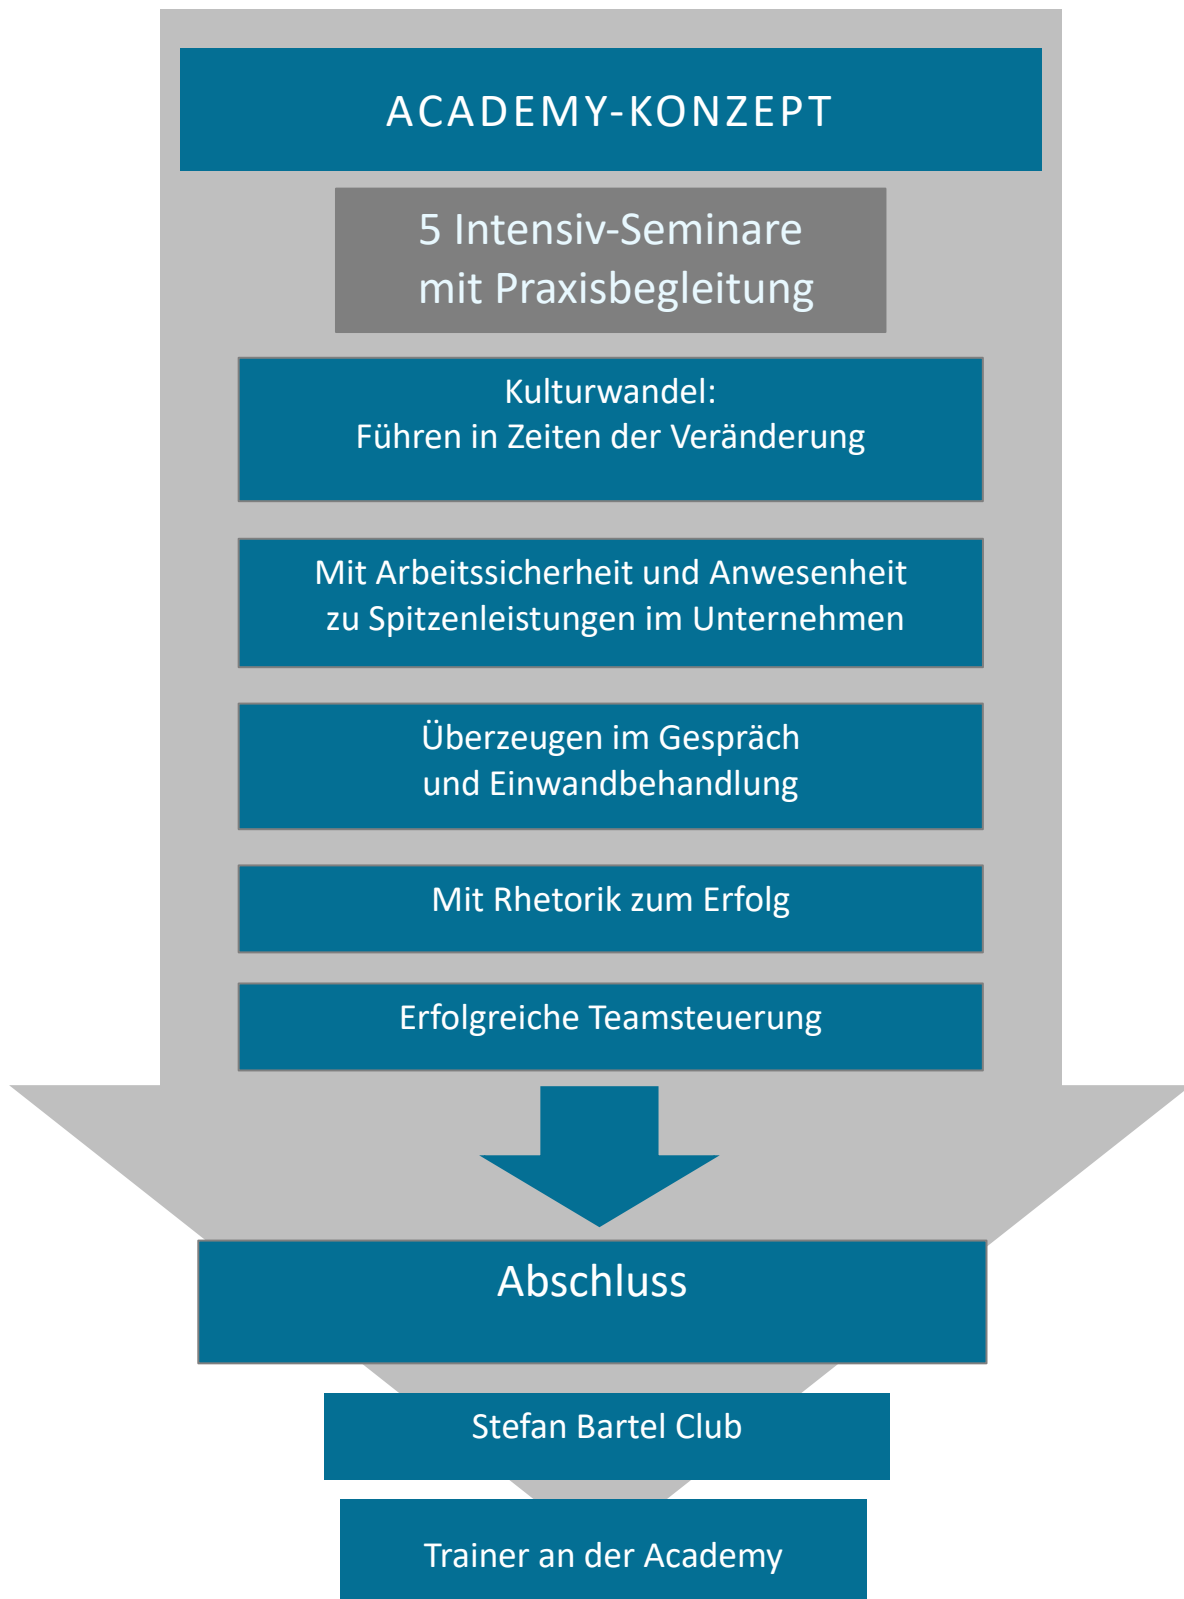 ACADEMY-KONZEPT
5 Intensiv-Seminare
mit Praxisbegleitung
Kulturwandel:
Führen in Zeiten der Veränderung
Mit Arbeitssicherheit und Anwesenheit
zu Spitzenleistungen im Unternehmen
Überzeugen im Gespräch
und Einwandbehandlung
Mit Rhetorik zum Erfolg
Erfolgreiche Teamsteuerung
Abschluss
Stefan Bartel Club
Trainer an der Academy